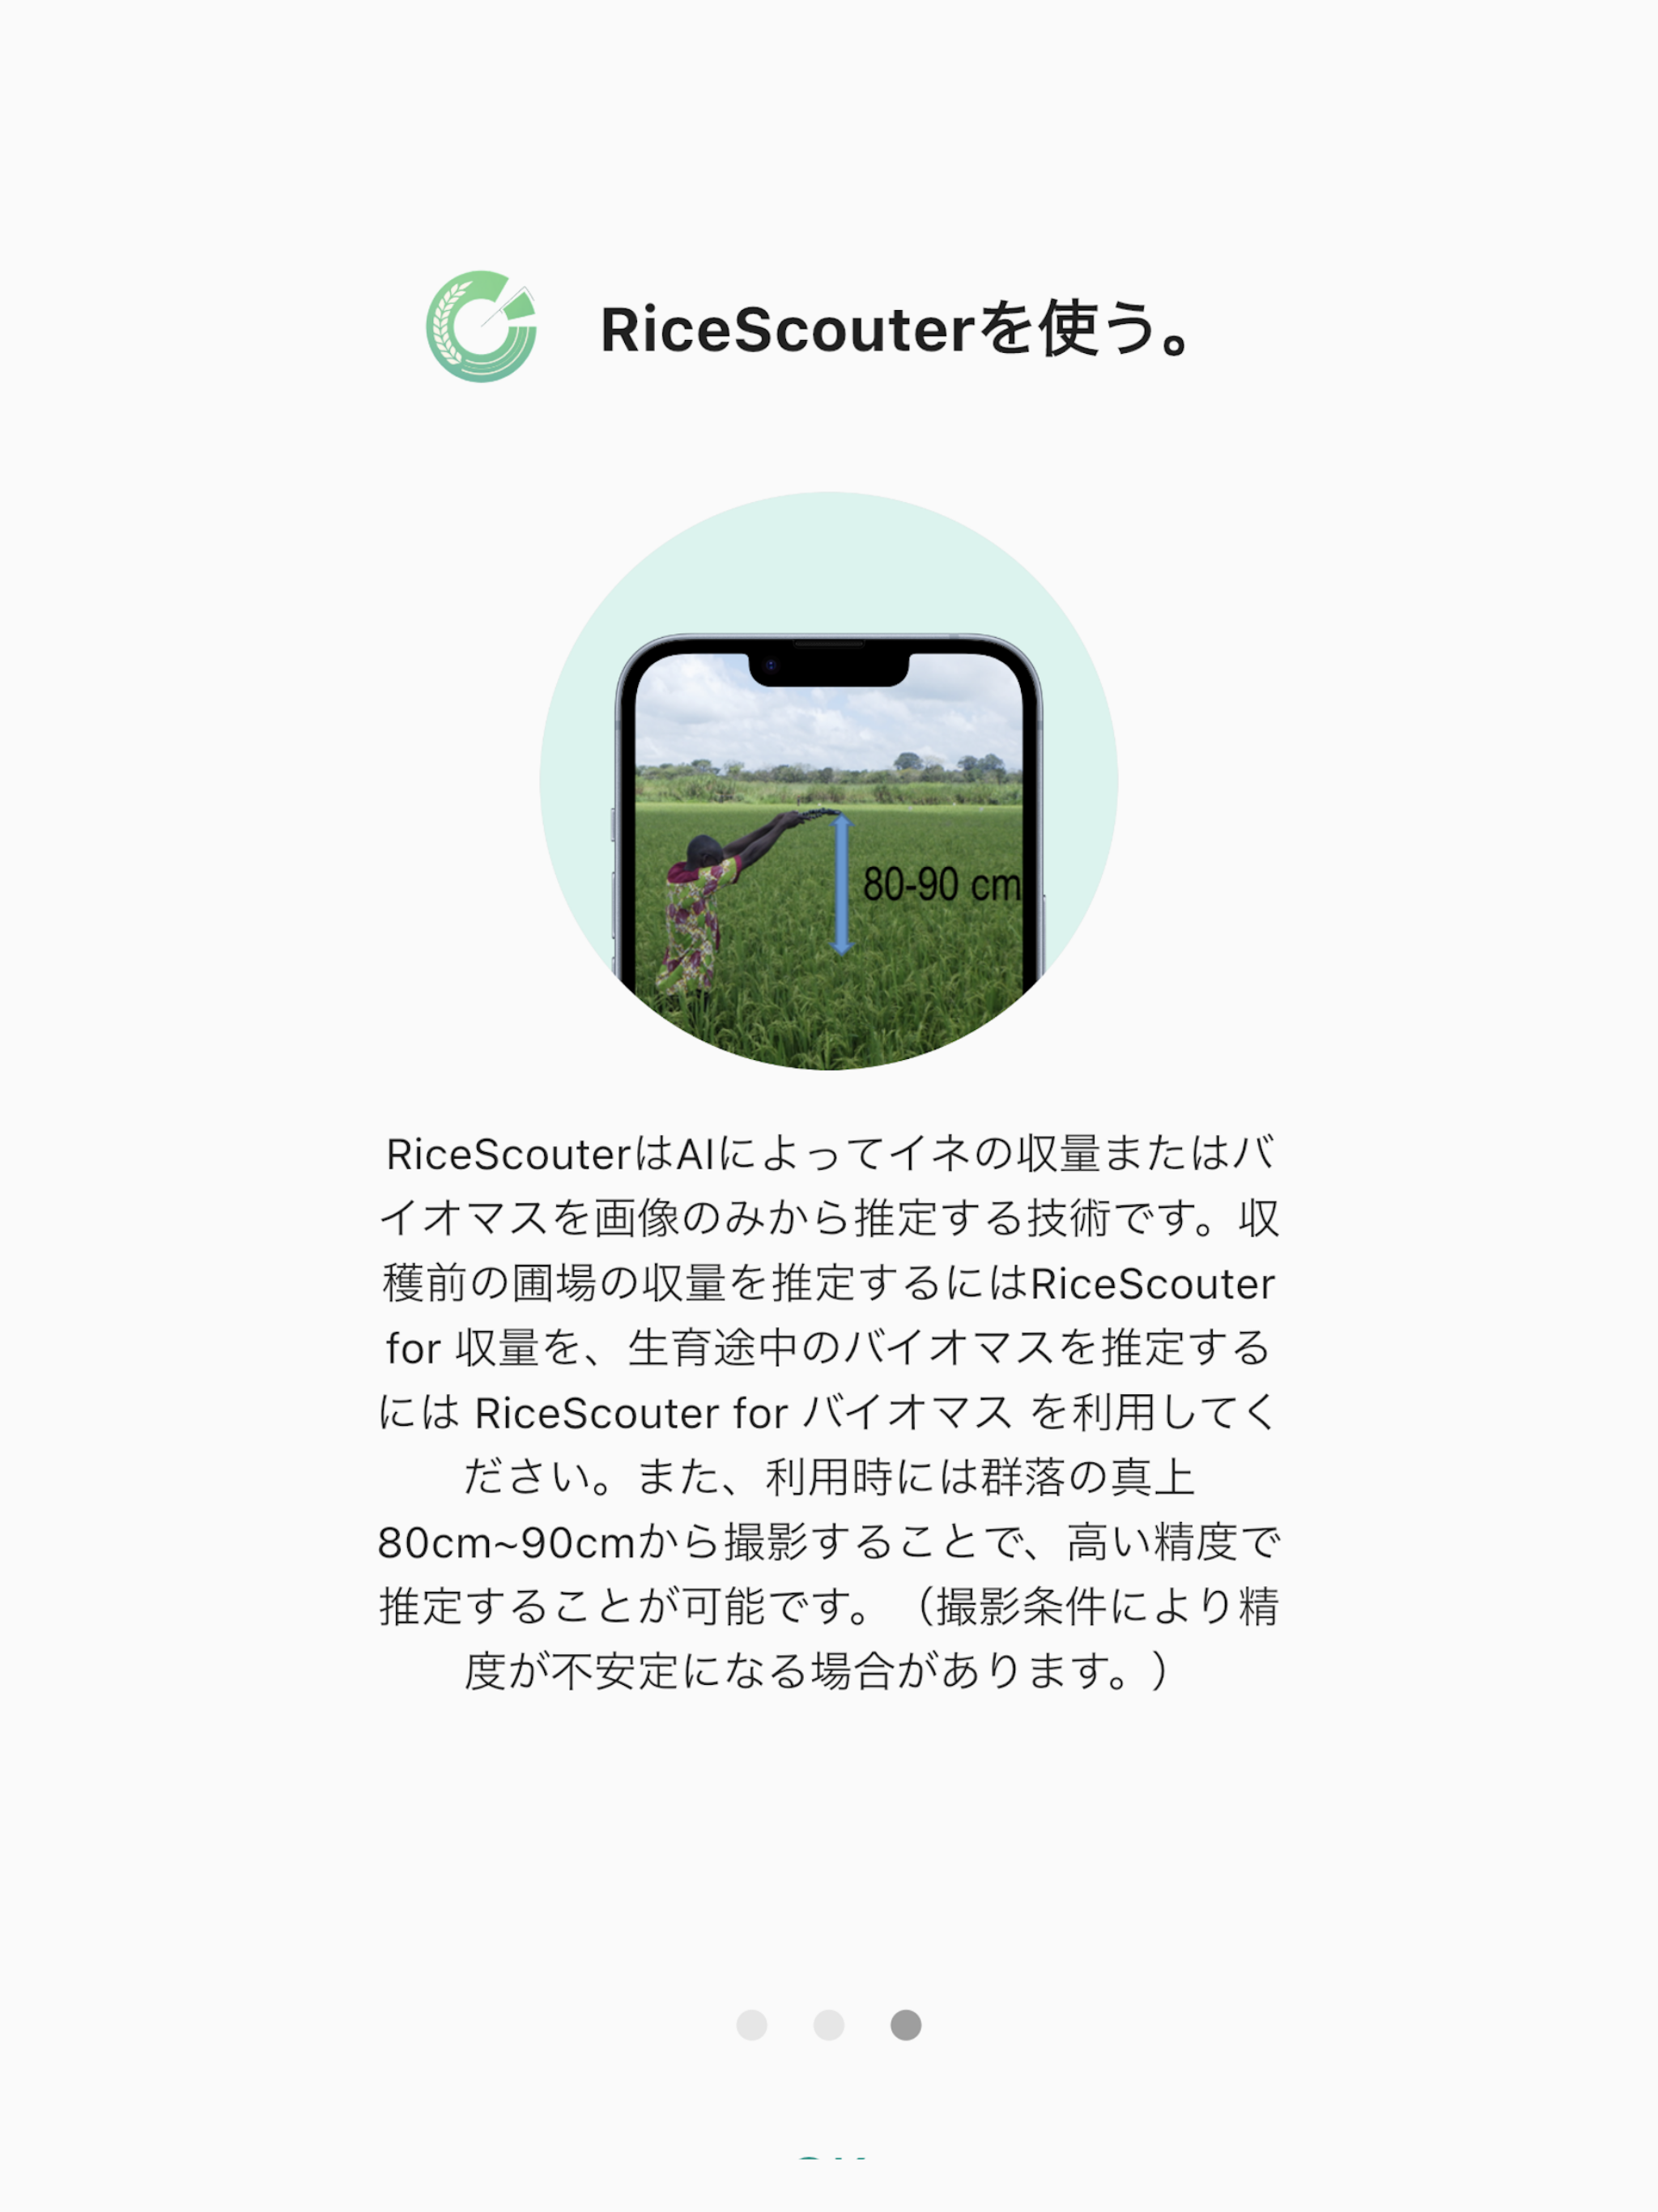 RiceScouterを使う。
80-90 cm
RiceScouterはAIによってイネの収量またはバ
イオマスを画像のみから推定する技術です。収
穫前の圃場の収量を推定するにはRiceScouter
for 収量を、生育途中のバイオマスを推定する
には RiceScouter for バイオマス を利用してく
ださい。また、利用時には群落の真上
80cm~90cmから撮影することで、高い精度で
推定することが可能です。（撮影条件により精
度が不安定になる場合があります。）